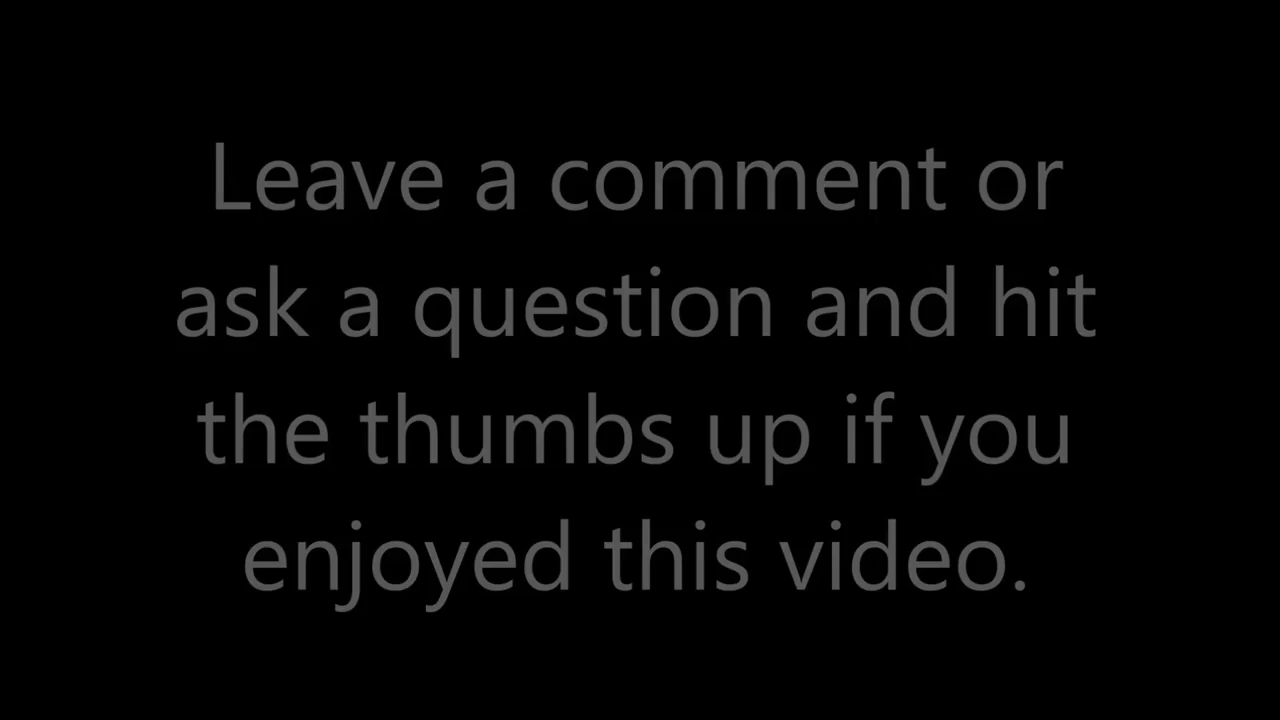 Leave a comment or
ask a question and hit
the thumbs up if you
enjoyed this video.